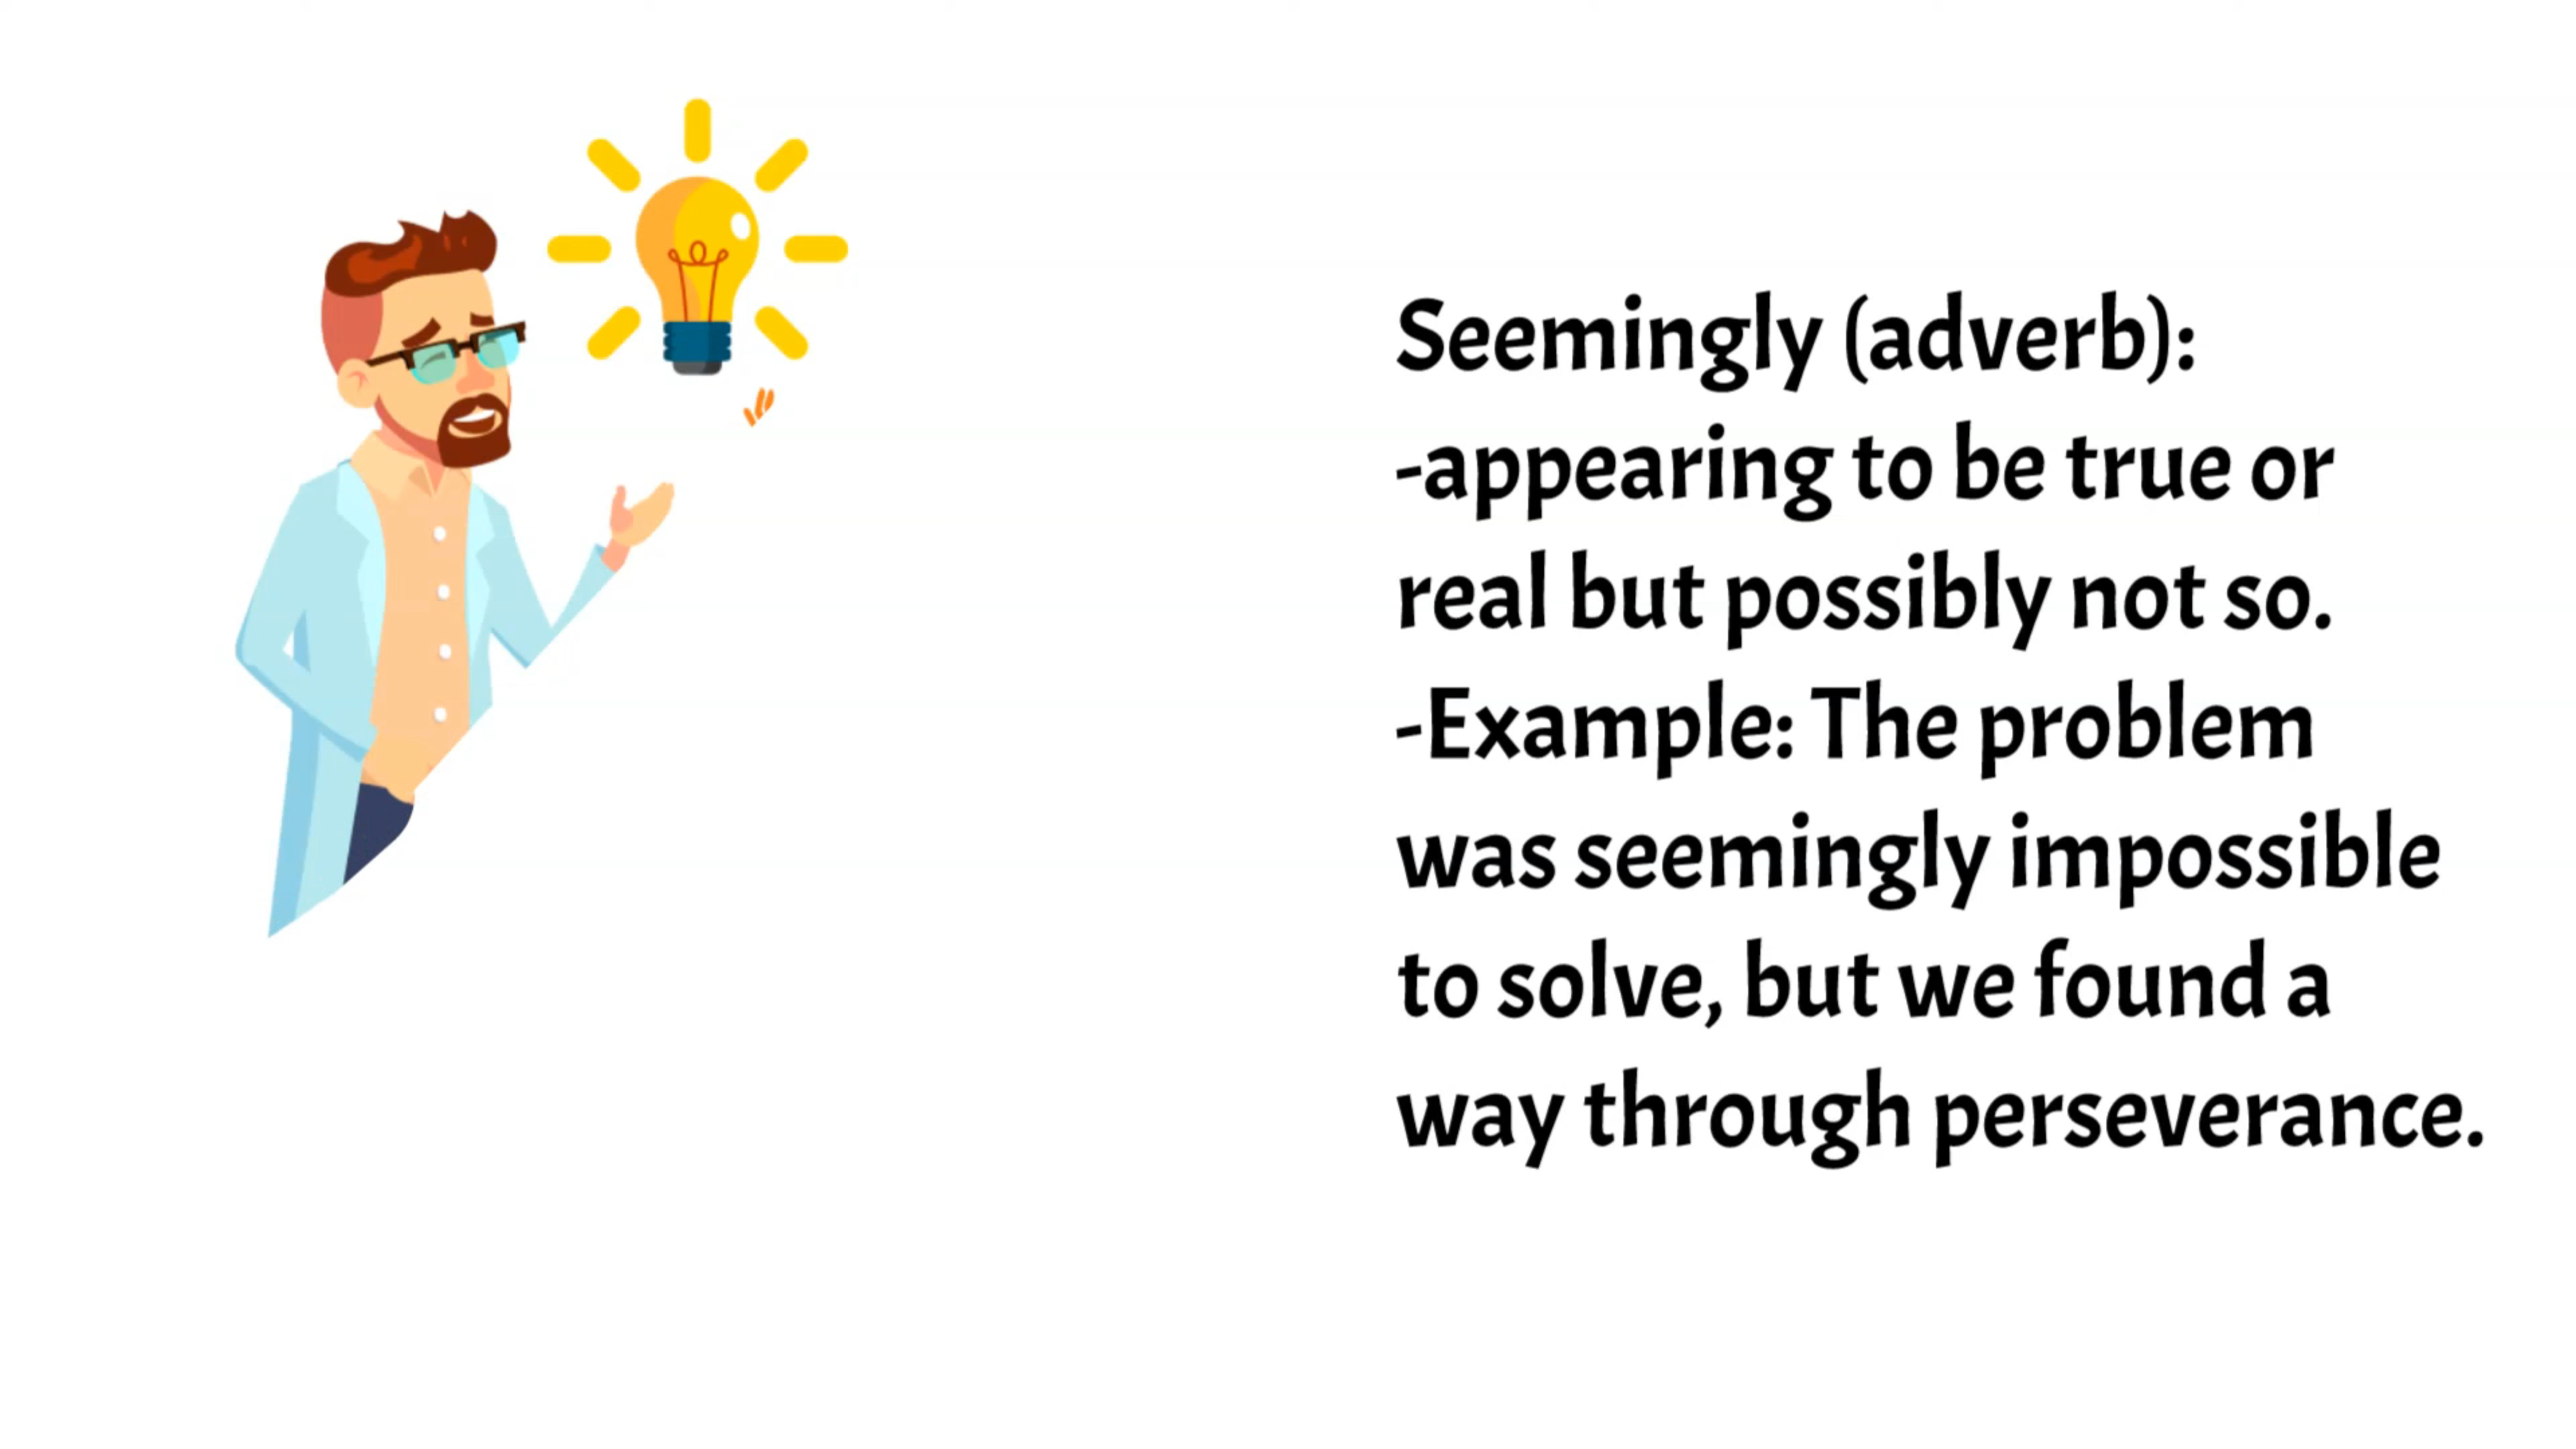 Seemingly (adverb):
-appearing to be true or
real but possibly not so.
-Example: The problem
was seemingly impossible
to solve, but we found a
way through perseverance.